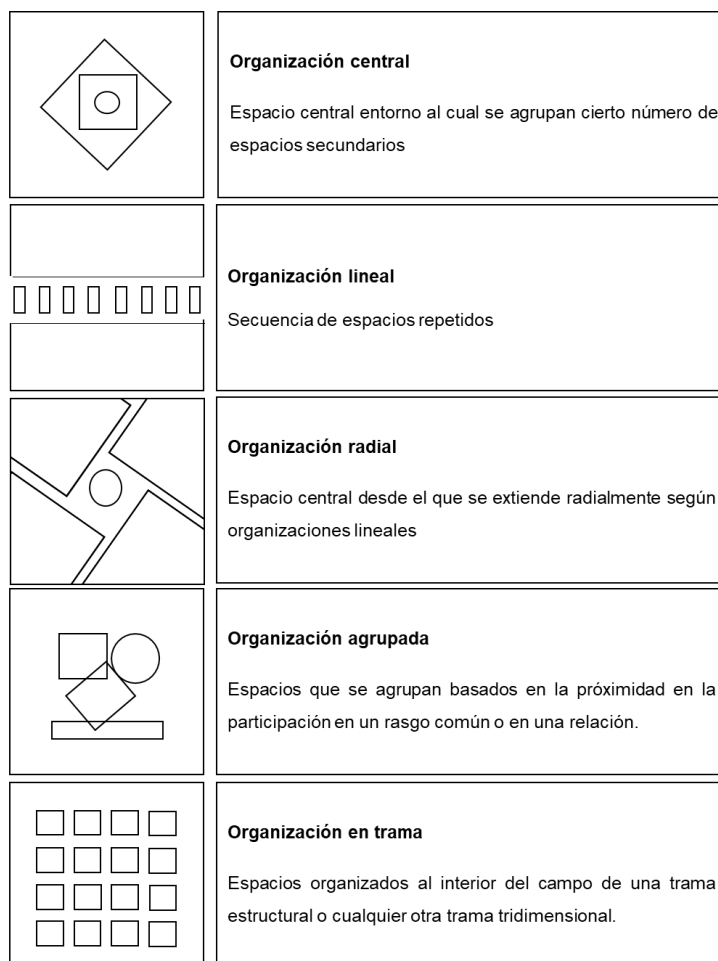 Organización central
Espacio central entorno al cual se agrupan cierto número de
espacios secundarios
Organización lineal
Secuencia de espacios repetidos
Organización radial
Espacio central desde el que se extiende radialmente según
organizaciones lineales
Organización agrupada
Espacios que se agrupan basados en la próximidad en la
participación en un rasgo común o en una relación.
Organización en trama
Espacios organizados al interior del campo de una trama
estructural o cualquier otra trama tridimensional.